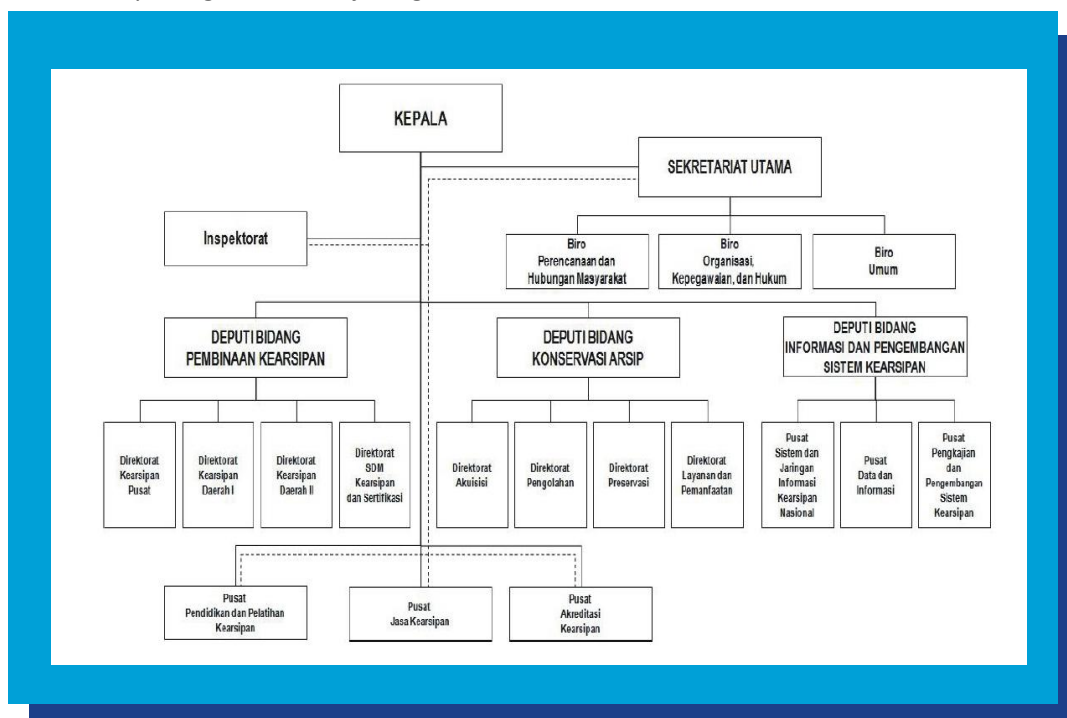 KEPALA
SEKRETARIAT UTAMA
Inspektorat
Biro
Perencanaan dan
Hubungan Masyarakat
Biro
Organisasi,
Kepegawaian, dan Hukum
Biro
Umum
DEPUTI BIDANG
PEMBINAAN KEARSIPAN
DEPUTI BIDANG
KONSERVASI ARSIP
DEPUTI BIDANG
INFORMASI DAN PENGEMBANGAN
SISTEM KEARSIPAN
Direktorat
Kearsipan
Pusat
Direktorat
Kearsipan
Daerah I
Direktorat
Kearsipan
Daerah II
Direktorat
SDM
Kearsipan
dan Sertifikasi
Direktorat
Akuisisi
Direktorat
Pengolahan
Direktorat
Preservasi
Direktorat
Layanan dan
Pemanfaatan
Pusat
Sistem dan
Jaringan
Informasi
Kearsipan
Nasional
Pusat
Data dan
Informasi
Pusat
Pengkajian
dan
Pengembangan
Sistem
Kearsipan
Pusat
Pendidikan dan Pelatihan
Kearsipan
Pusat
Jasa Kearsipan
Pusat
Akreditasi
Kearsipan